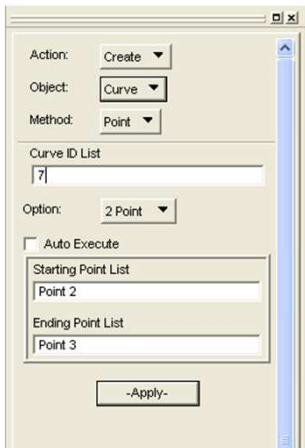 Action: Create
Object: Curve
Method: Point
Curve ID List
7
Option: 2 Point
Auto Execute
Starting Point List
Point 2
Ending Point List
Point 3
-Apply-